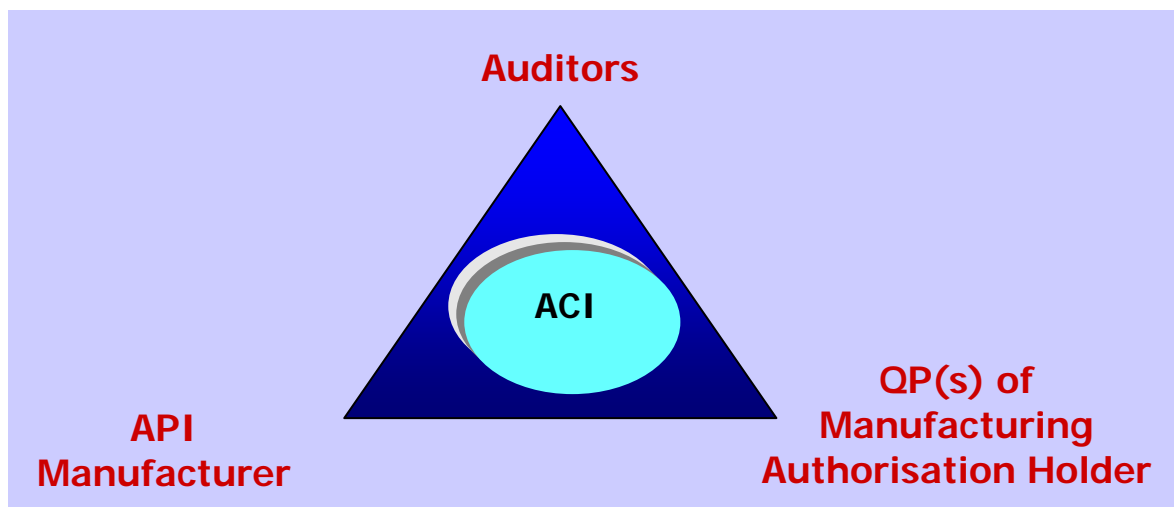 Auditors
ACI
API
Manufacturer
QP(s) of
Manufacturing
Authorisation Holder